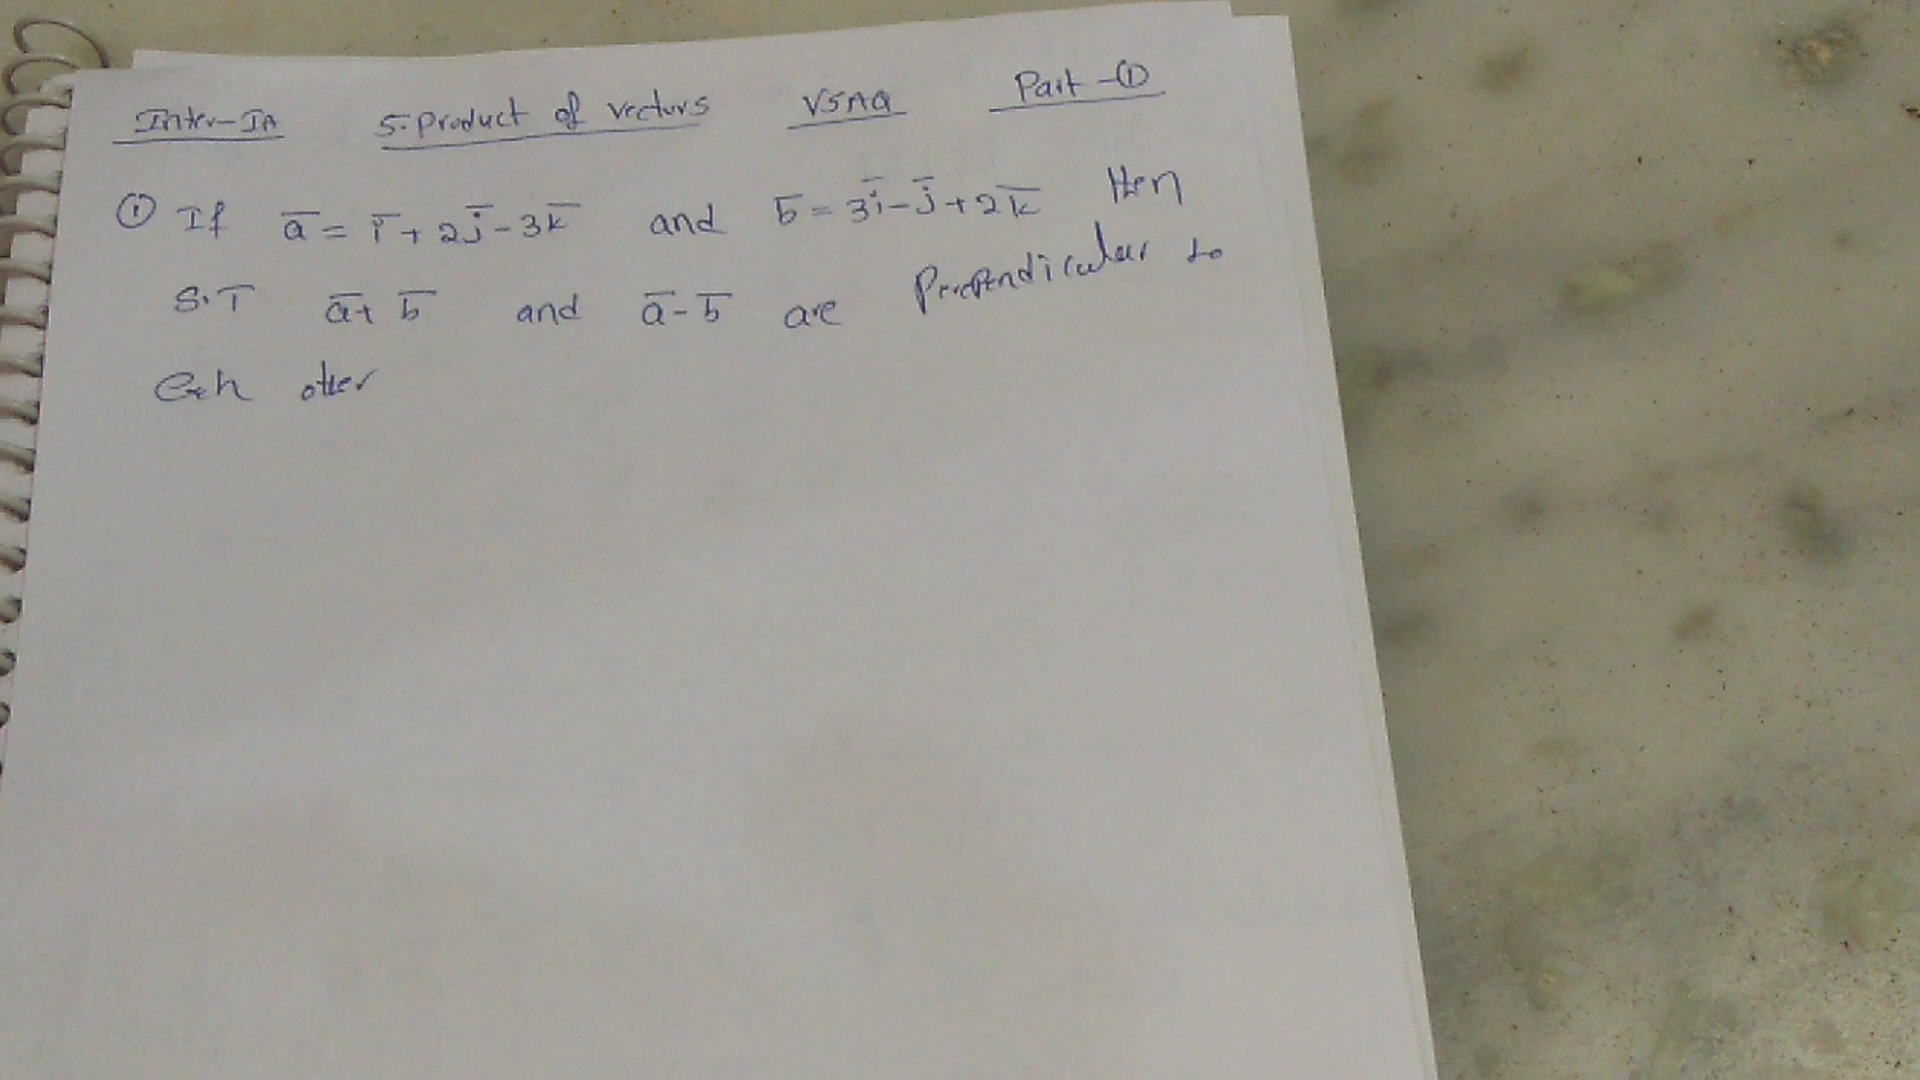 Inter-IA 5. Product of vectors VSAQ Part-①
① If a̅ = i̅ + 2j̅ - 3k̅ and b̅ = 3i̅ - j̅ + 2k̅ then
S.T a̅ + b̅ and a̅ - b̅ are Perpendicular to
each other